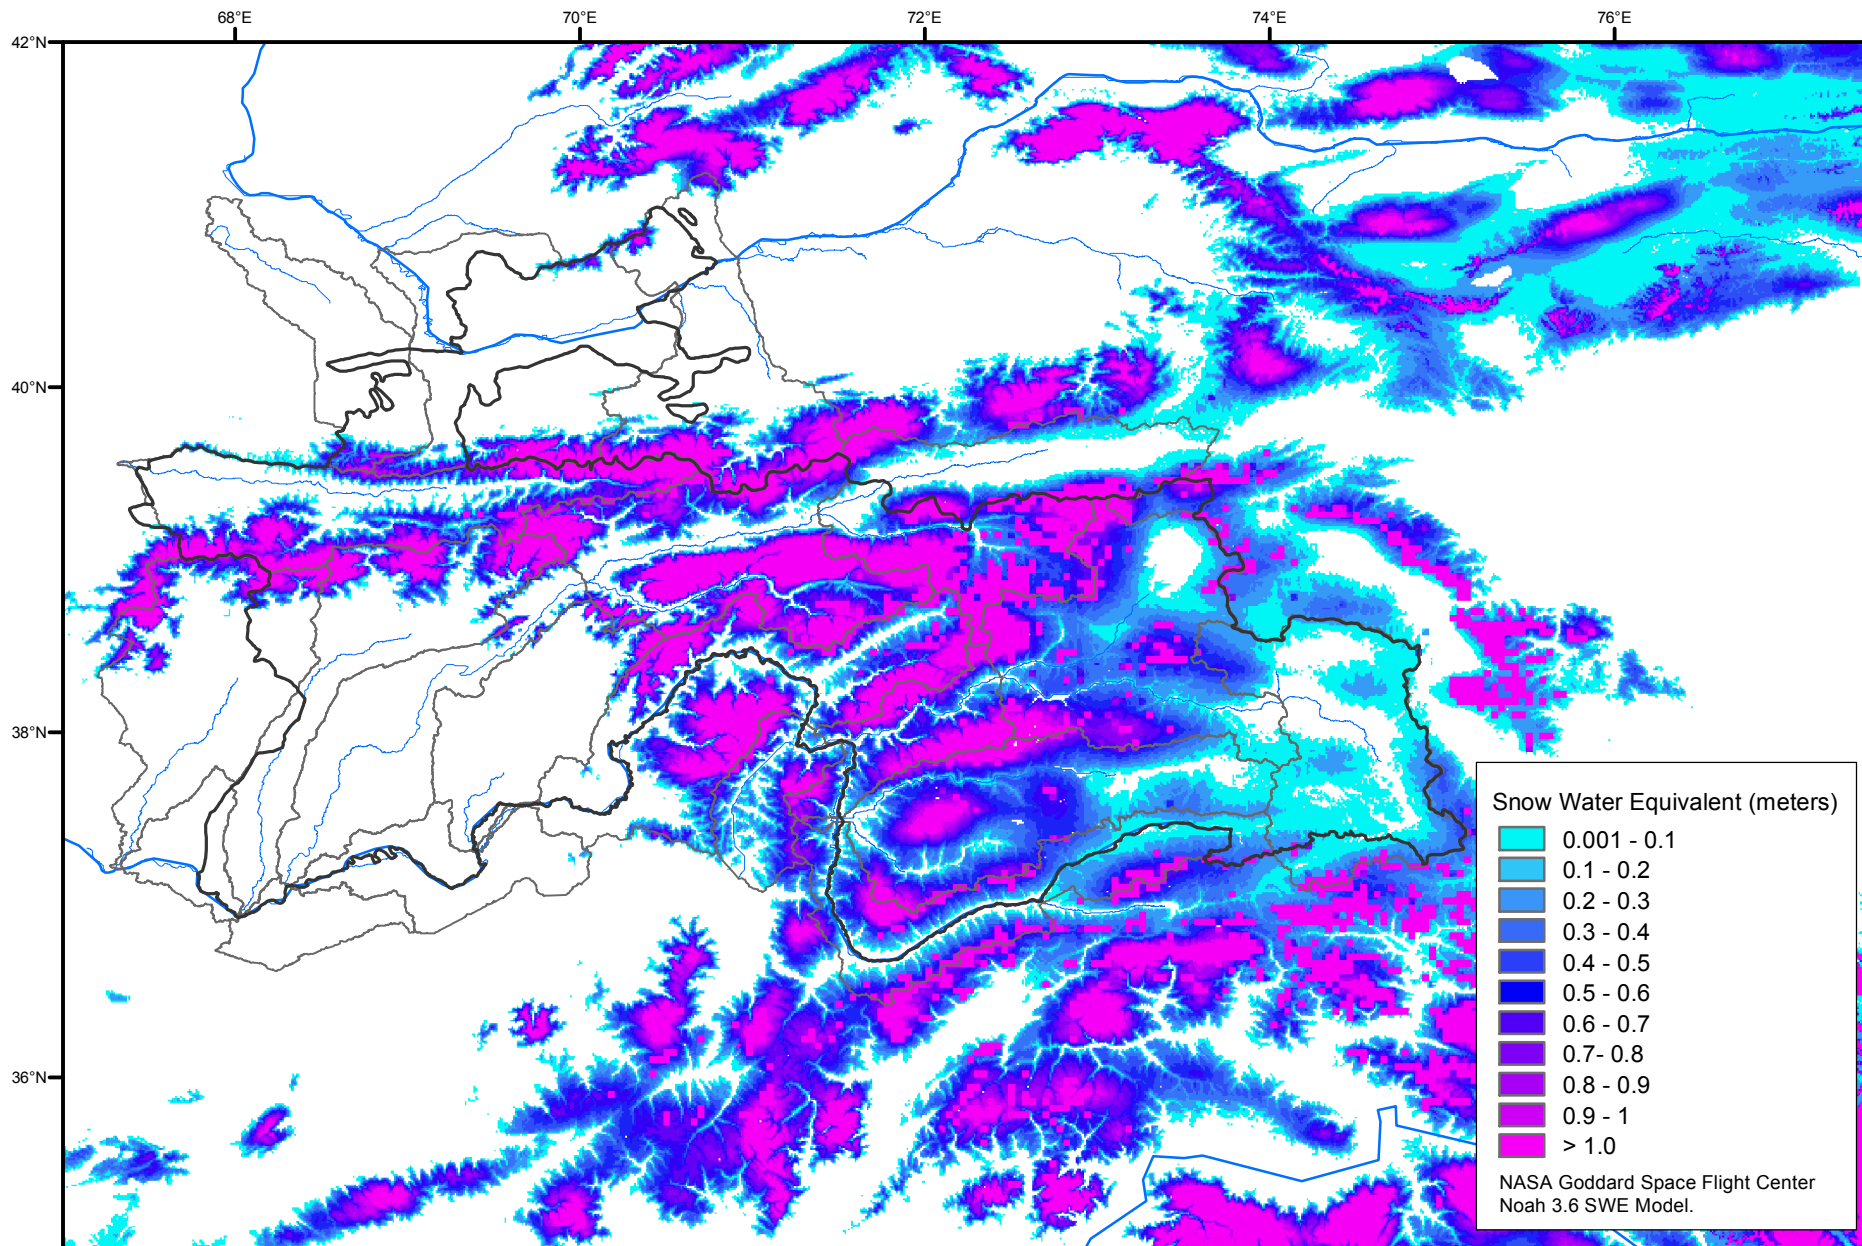 68°E
70°E
72°E
74°E
76°E
42°N
40°N
38°N
36°N
Snow Water Equivalent (meters)
0.001 - 0.1
0.1 - 0.2
0.2 - 0.3
0.3 - 0.4
0.4 - 0.5
0.5 - 0.6
0.6 - 0.7
0.7- 0.8
0.8 - 0.9
0.9 - 1
> 1.0
NASA Goddard Space Flight Center
Noah 3.6 SWE Model.